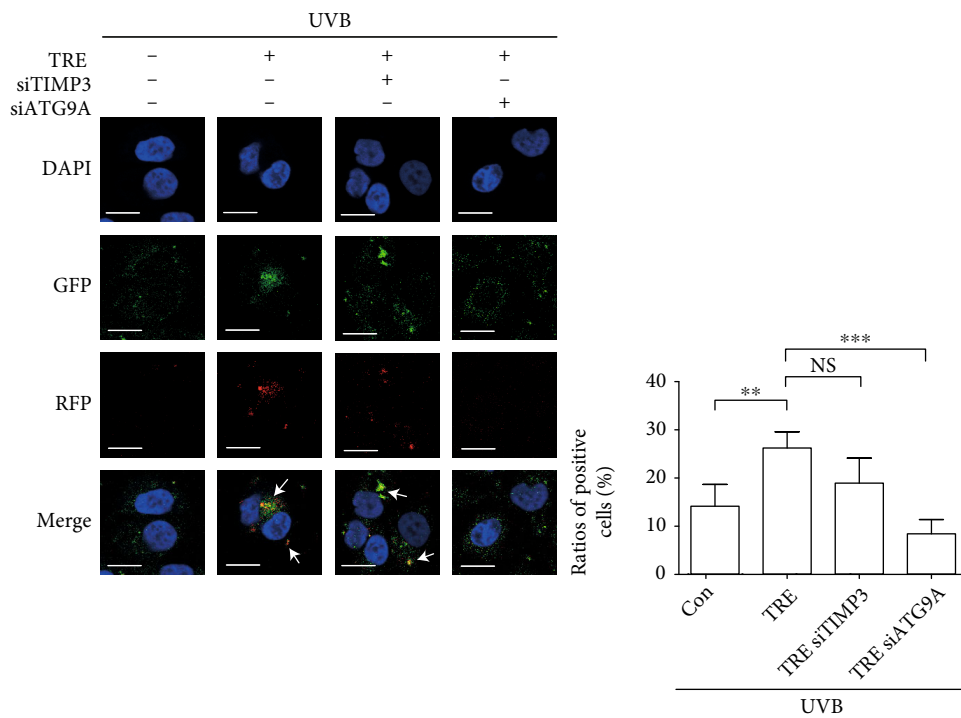 UVB
TRE – + + +
siTIMP3 – – + –
siATG9A – – – +
DAPI
GFP
RFP
Merge
Ratios of positive
cells (%)
40
30
20
10
0
***
NS
**
Con
TRE
TRE siTIMP3
TRE siATG9A
UVB